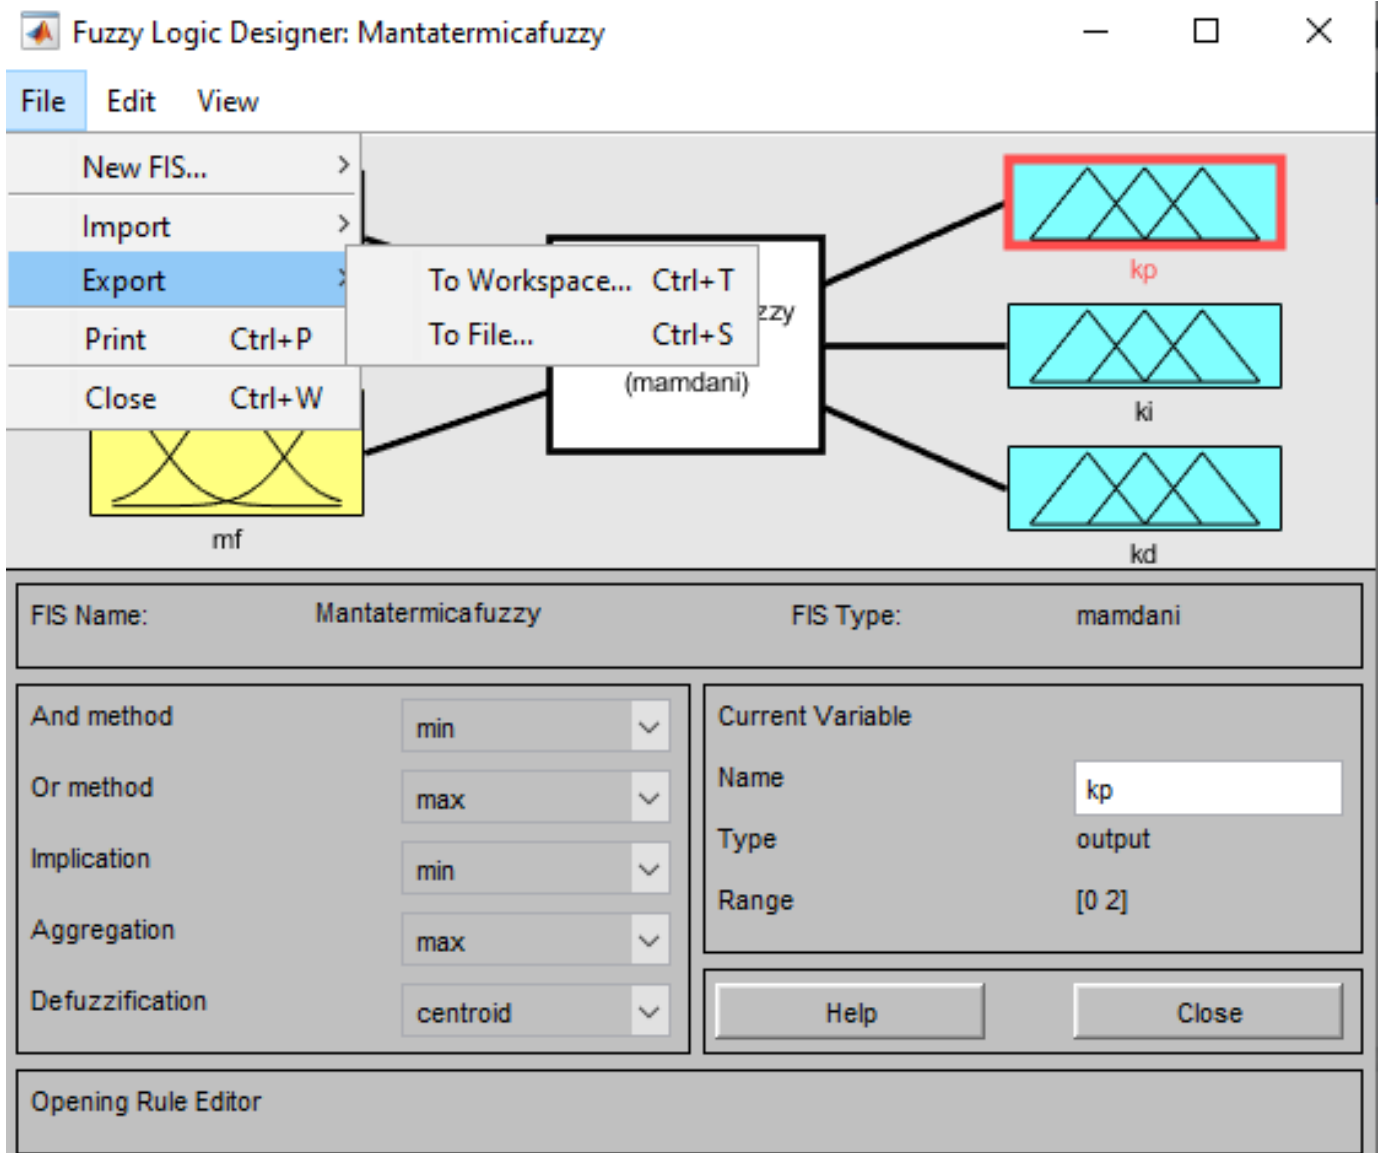 Fuzzy Logic Designer: Mantatermicafuzzy
File Edit View
New FIS...
Import
Export
Print Ctrl+P
Close Ctrl+W
To Workspace... Ctrl+T
To File... Ctrl+S
zzy
(mamdani)
mf
kp
ki
kd
FIS Name: Mantatermicafuzzy FIS Type: mamdani
And method min
Or method max
Implication min
Aggregation max
Defuzzification centroid
Current Variable
Name kp
Type output
Range [0 2]
Help Close
Opening Rule Editor